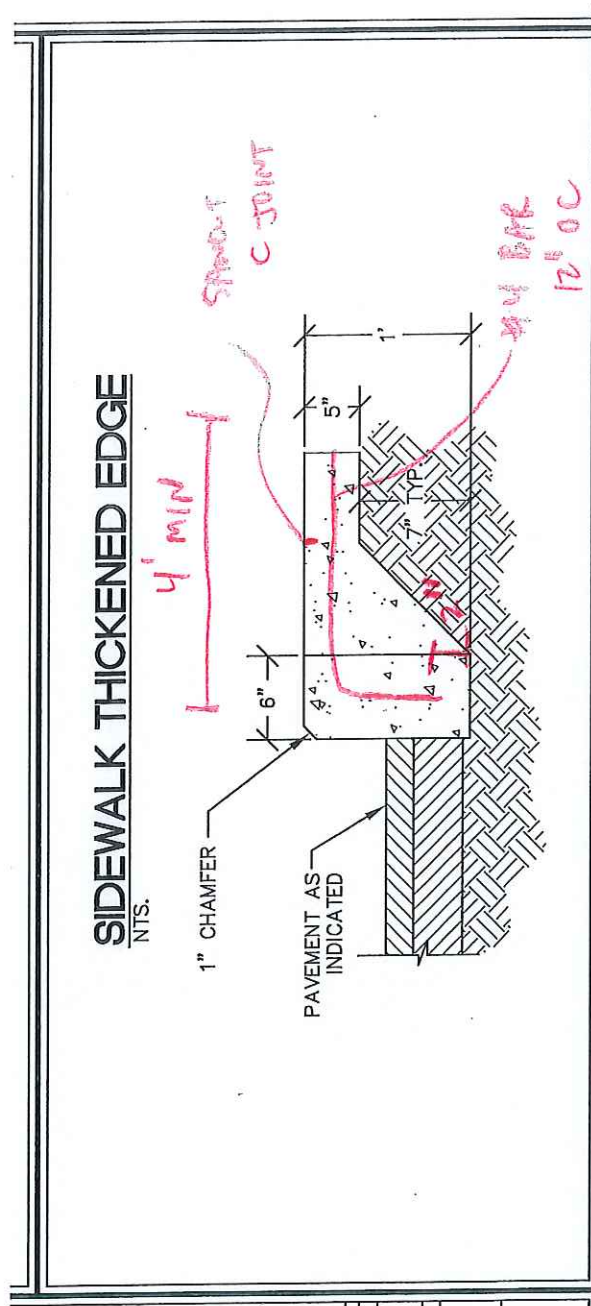 SIDEWALK THICKENED EDGE
NTS.
4' MIN
C JOINT
1" CHAMFER
6"
5"
1'
PAVEMENT AS
INDICATED
7" TYP.
2"
#4 BAR
12" OC